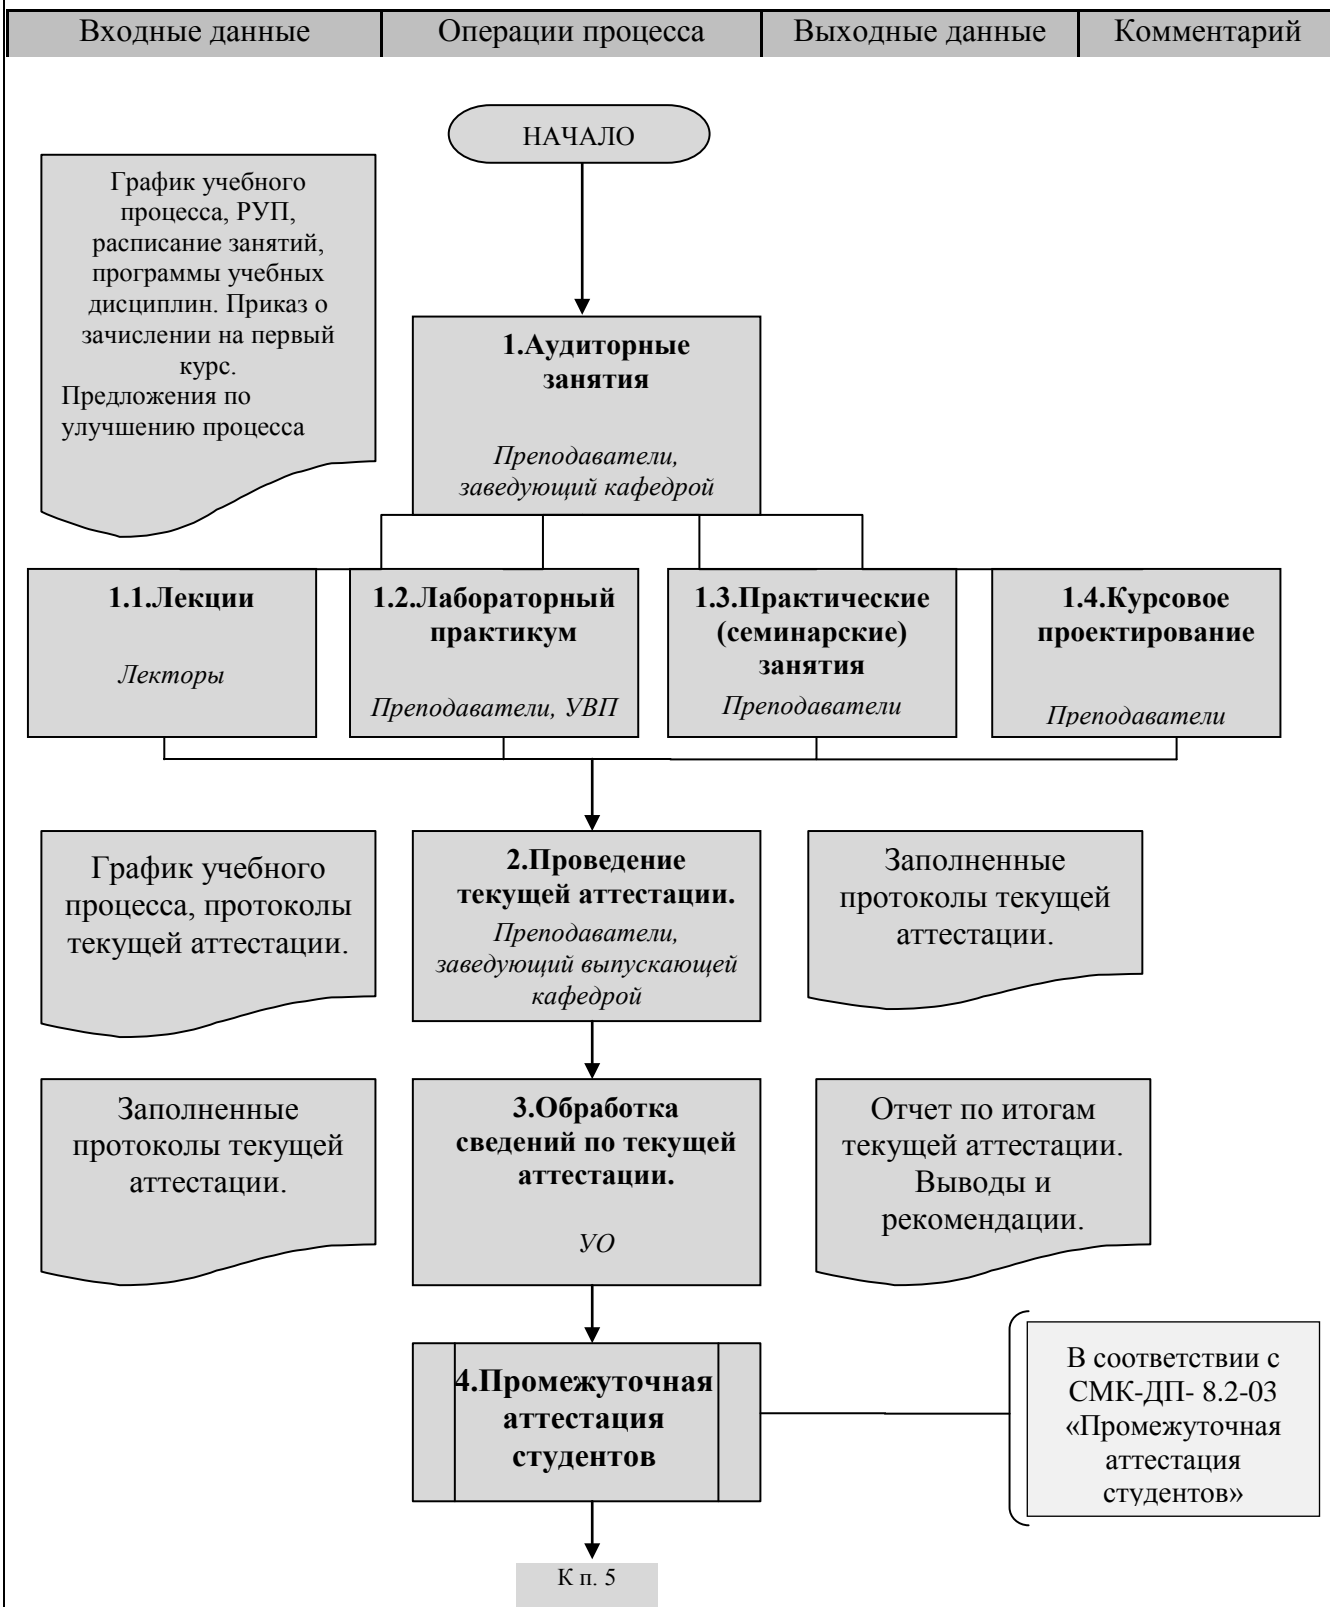 Входные данные
Операции процесса
Выходные данные
Комментарий
НАЧАЛО
График учебного
процесса, РУП,
расписание занятий,
программы учебных
дисциплин. Приказ о
зачислении на первый
курс.
Предложения по
улучшению процесса
1.Аудиторные
занятия
Преподаватели,
заведующий кафедрой
1.1.Лекции
Лекторы
1.2.Лабораторный
практикум
Преподаватели, УВП
1.3.Практические
(семинарские)
занятия
Преподаватели
1.4.Курсовое
проектирование
Преподаватели
График учебного
процесса, протоколы
текущей аттестации.
2.Проведение
текущей аттестации.
Преподаватели,
заведующий выпускающей
кафедрой
Заполненные
протоколы текущей
аттестации.
Заполненные
протоколы текущей
аттестации.
3.Обработка
сведений по текущей
аттестации.
УО
Отчет по итогам
текущей аттестации.
Выводы и
рекомендации.
4.Промежуточная
аттестация
студентов
В соответствии с
СМК-ДП- 8.2-03
«Промежуточная
аттестация
студентов»
К п. 5